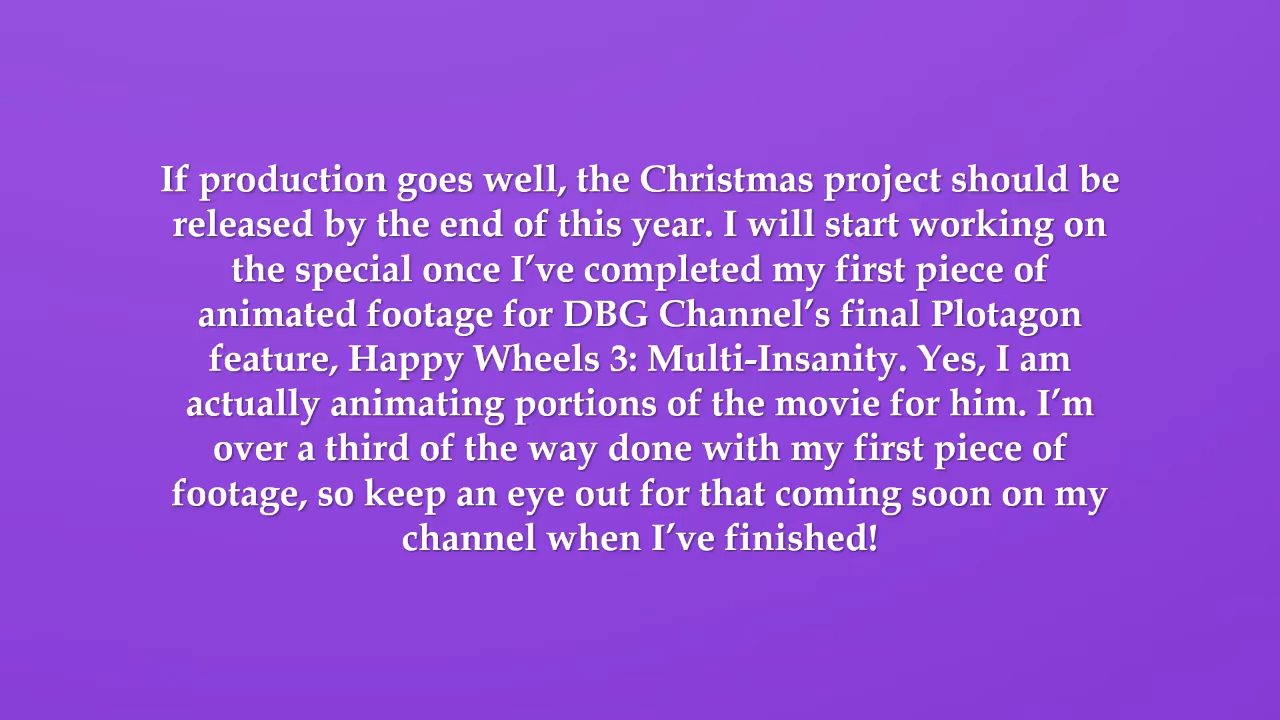 If production goes well, the Christmas project should be
released by the end of this year. I will start working on
the special once I’ve completed my first piece of
animated footage for DBG Channel’s final Plotagon
feature, Happy Wheels 3: Multi-Insanity. Yes, I am
actually animating portions of the movie for him. I’m
over a third of the way done with my first piece of
footage, so keep an eye out for that coming soon on my
channel when I’ve finished!